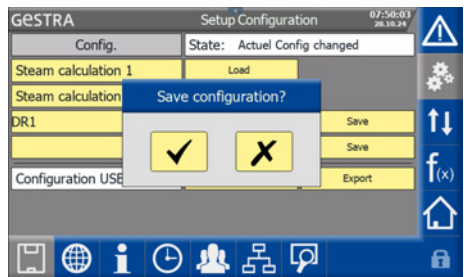 GESTRA Setup Configuration 07:50:03
28.10.24
Config. State: Actuel Config changed
Steam calculation 1 Load
Steam calculation
Save configuration?
DR1 Save
Save
Configuration USB Export
f(x)